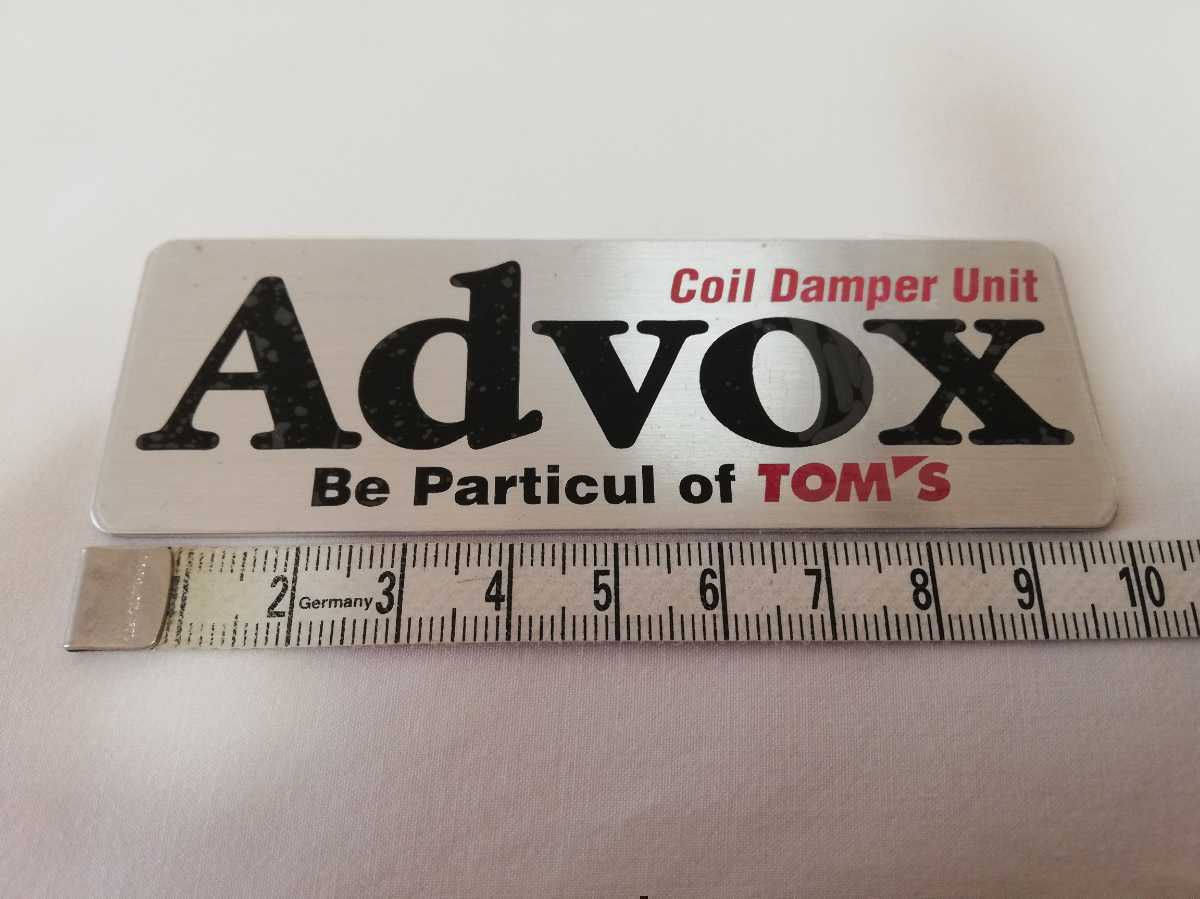 Coil Damper Unit
Advox
Be Particul of TOM'S
2 Germany 3 4 5 6 7 8 9 10